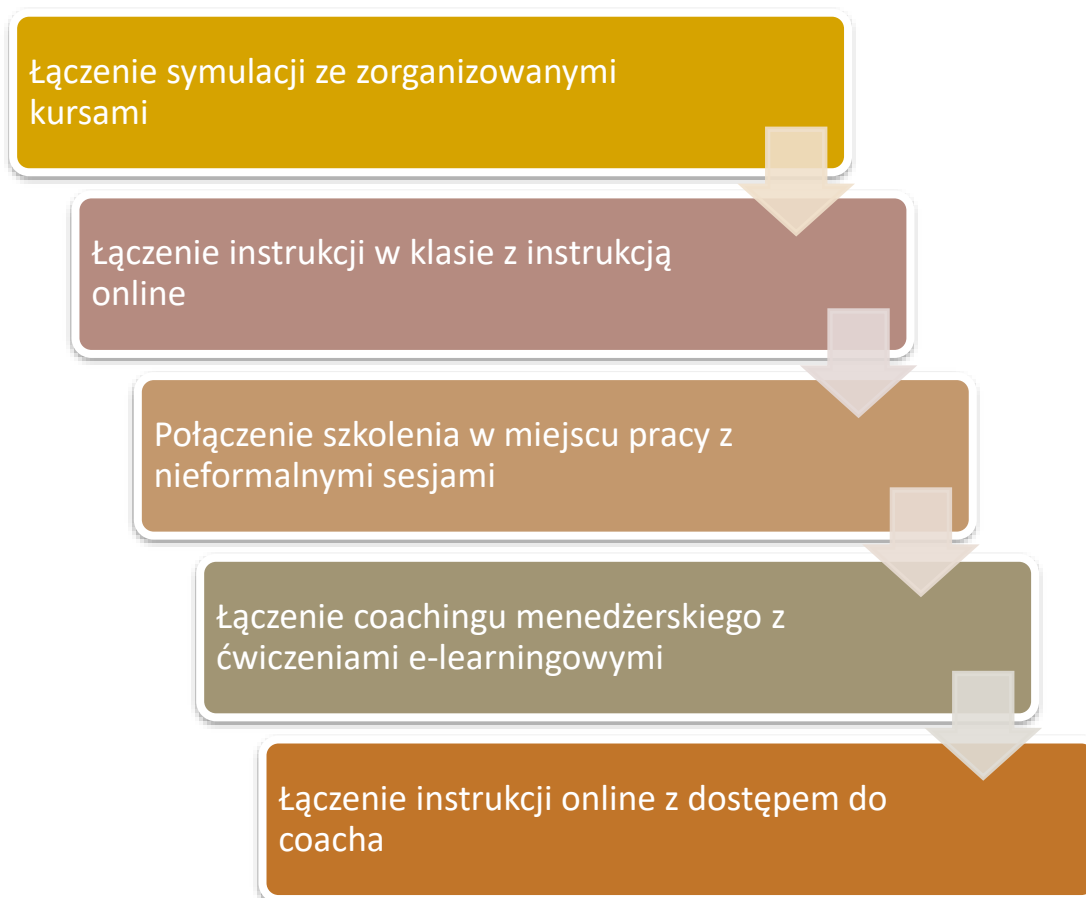 Łączenie symulacji ze zorganizowanymi
kursami
Łączenie instrukcji w klasie z instrukcją
online
Połączenie szkolenia w miejscu pracy z
nieformalnymi sesjami
Łączenie coachingu menedżerskiego z
ćwiczeniami e-learningowymi
Łączenie instrukcji online z dostępem do
coacha